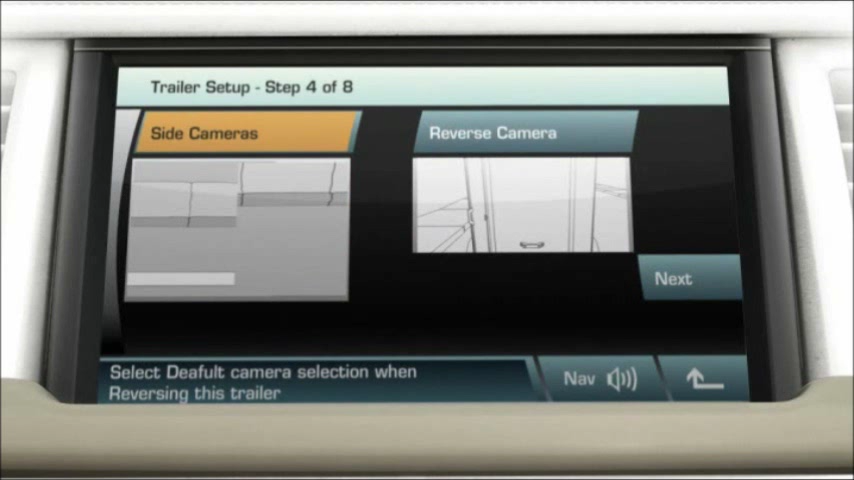 Trailer Setup - Step 4 of 8
Side Cameras
Reverse Camera
Next
Select Deafult camera selection when
Reversing this trailer
Nav